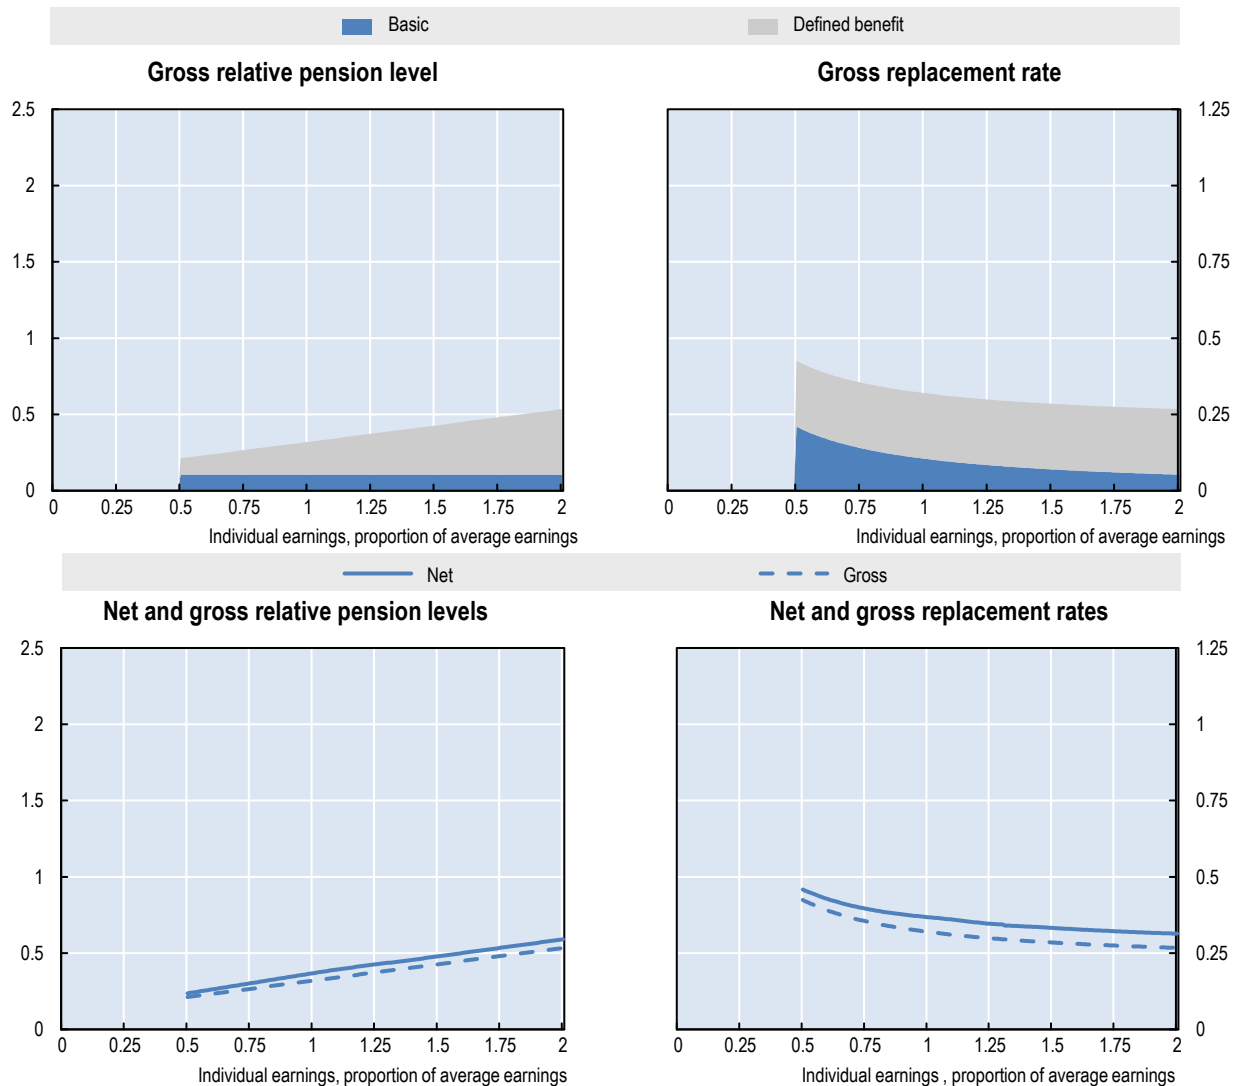 Basic Defined benefit
Gross relative pension level
2.5
2
1.5
1
0.5
0
0 0.25 0.5 0.75 1 1.25 1.5 1.75 2
Individual earnings, proportion of average earnings
Gross replacement rate
1.25
1
0.75
0.5
0.25
0
0 0.25 0.5 0.75 1 1.25 1.5 1.75 2
Individual earnings, proportion of average earnings
Net Gross
Net and gross relative pension levels
2.5
2
1.5
1
0.5
0
0 0.25 0.5 0.75 1 1.25 1.5 1.75 2
Individual earnings, proportion of average earnings
Net and gross replacement rates
1.25
1
0.75
0.5
0.25
0
0 0.25 0.5 0.75 1 1.25 1.5 1.75 2
Individual earnings , proportion of average earnings